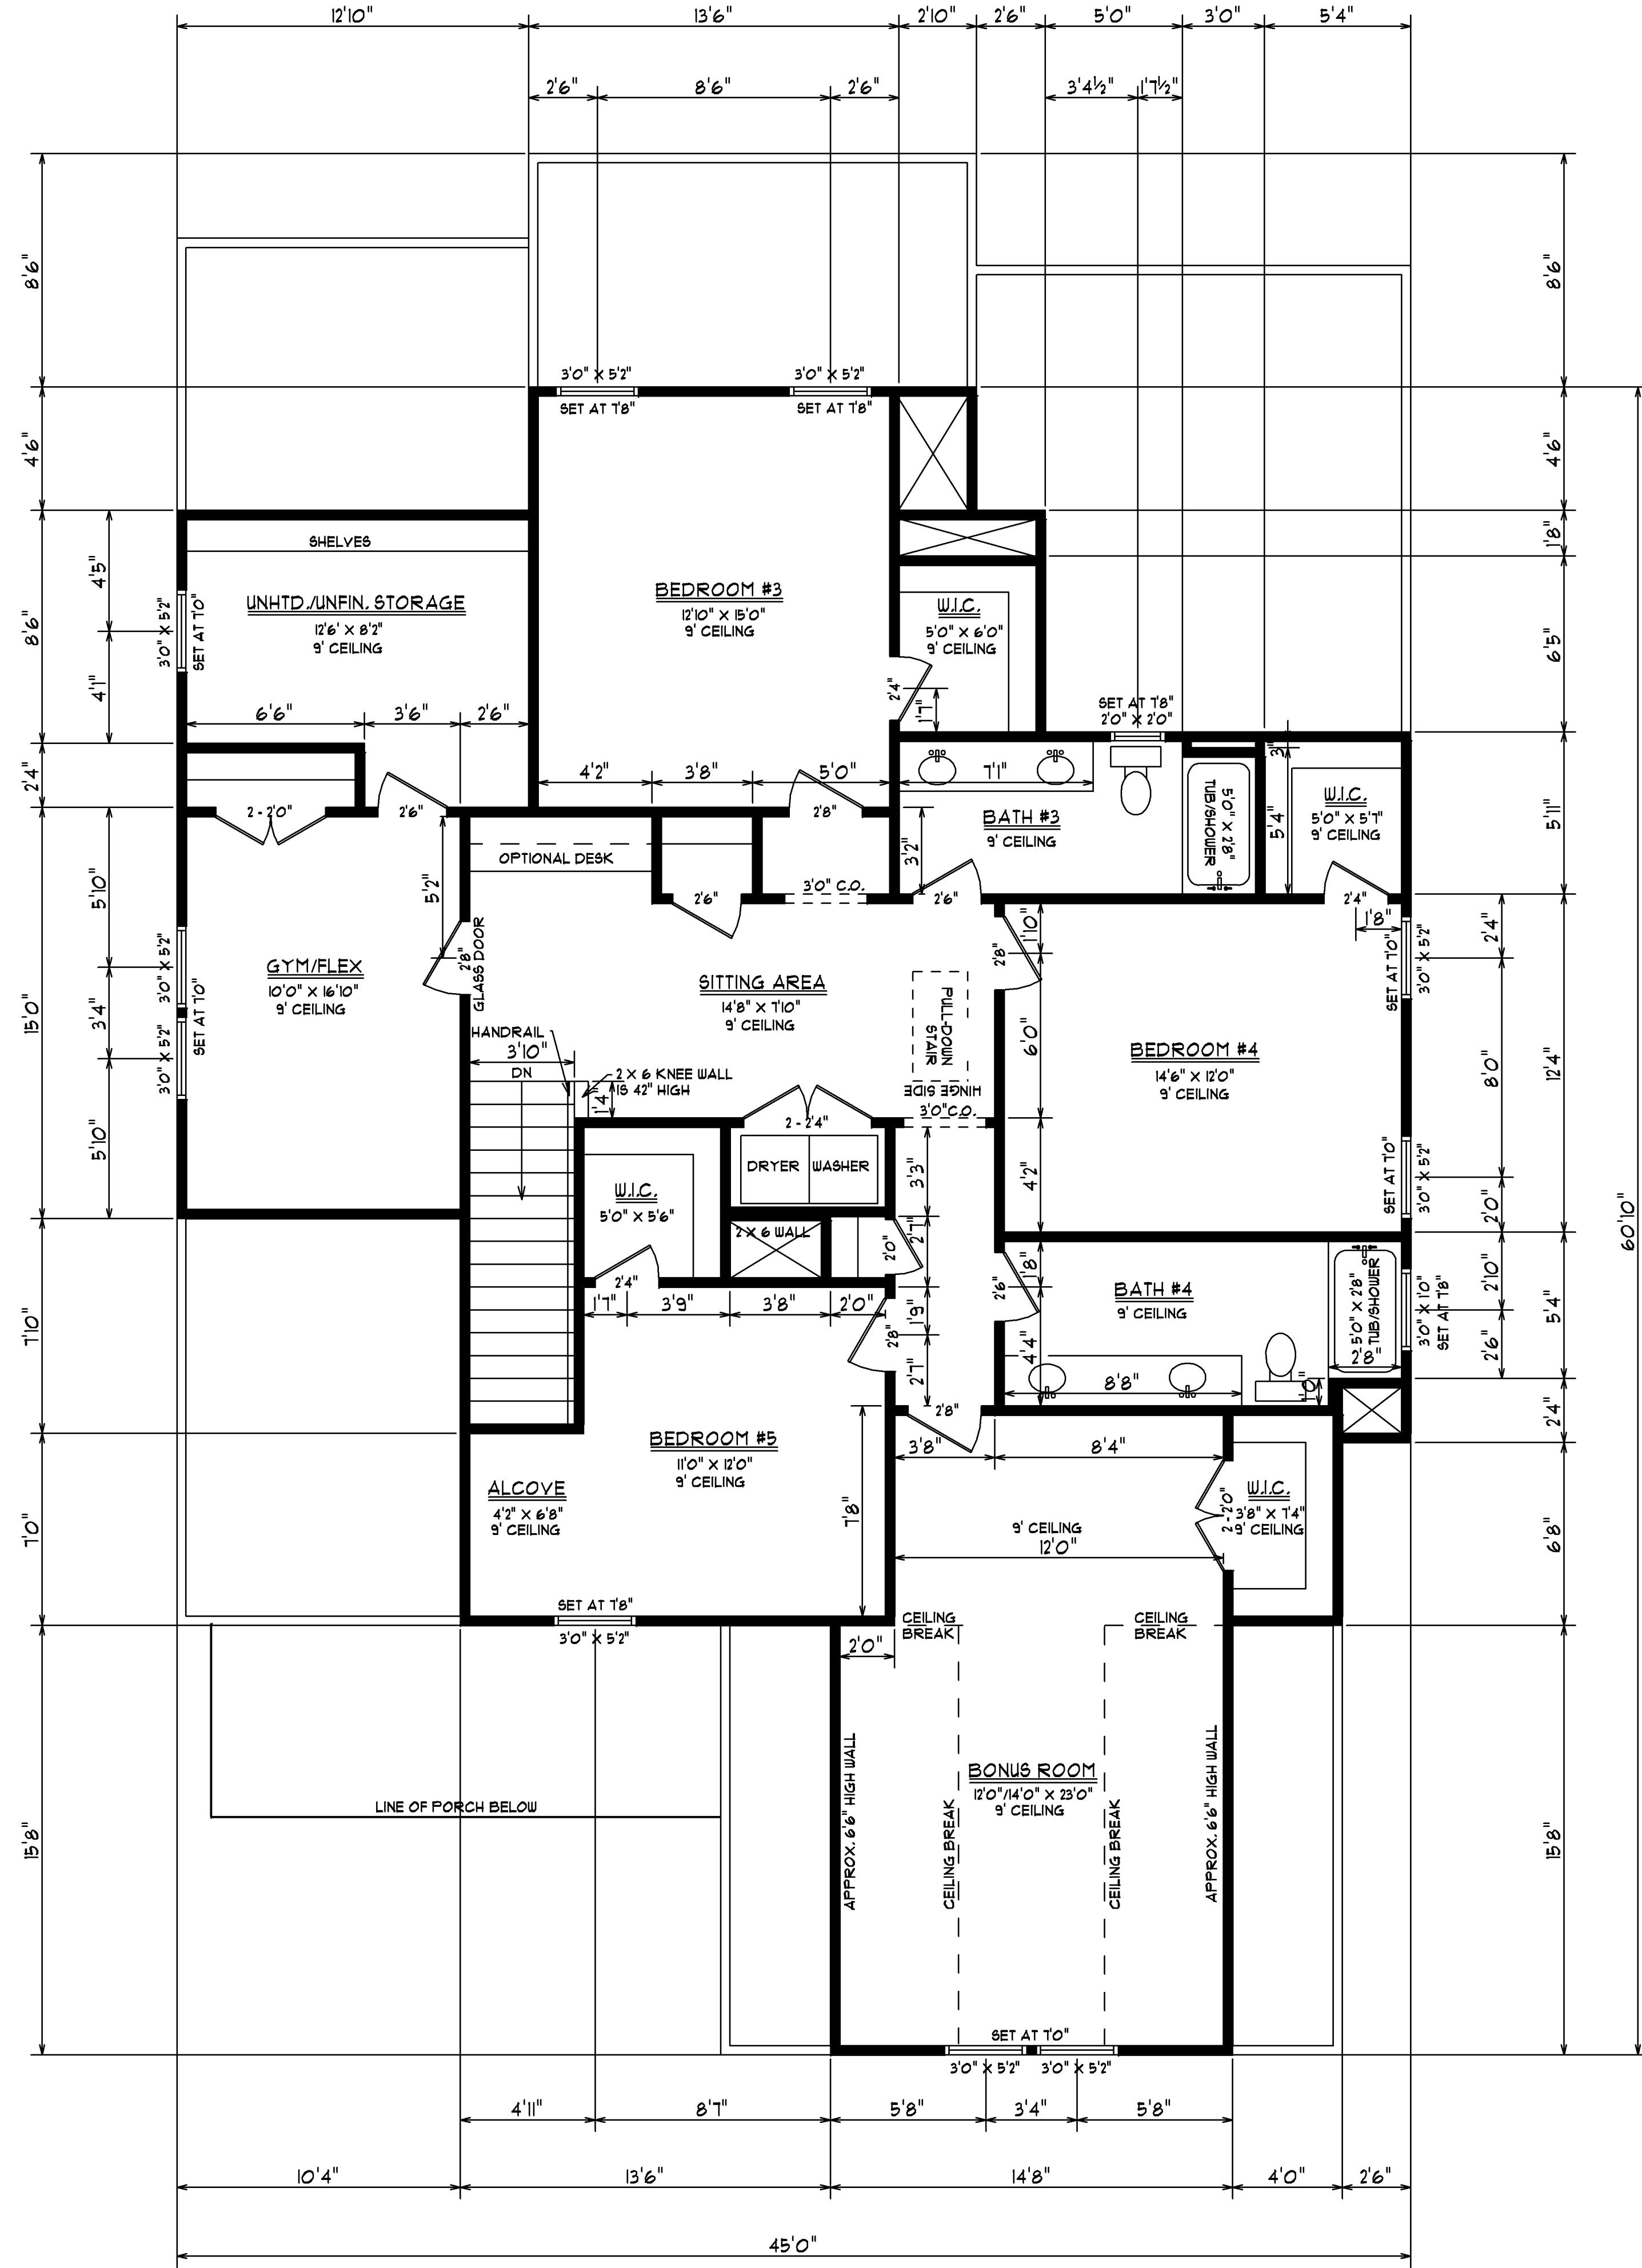 12'10"
13'6"
2'10"
2'6"
5'0"
3'0"
5'4"
2'6"
8'6"
2'6"
3'4½"
1'7½"
8'6"
8'6"
3'0" X 5'2"
3'0" X 5'2"
SET AT 7'8"
SET AT 7'8"
4'6"
4'6"
SHELVES
1'8"
4'5"
UNHTD./UNFIN. STORAGE
12'6' X 8'2"
9' CEILING
BEDROOM #3
12'10" X 15'0"
9' CEILING
W.I.C.
5'0" X 6'0"
9' CEILING
8'6"
3'0" X 5'2"
SET AT 7'0"
6'5"
4'1"
2'4"
1'7"
SET AT 7'8"
2'0" X 2'0"
6'6"
3'6"
2'6"
3"
2'4"
4'2"
3'8"
5'0"
7'1"
2 - 2'0"
2'6"
2'8"
BATH #3
9' CEILING
3'2"
5'0" X 2'8"
TUB/SHOWER
5'4"
W.I.C.
5'0" X 5'7"
9' CEILING
5'11"
OPTIONAL DESK
5'2"
5'10"
3'0" C.O.
2'6"
2'6"
2'4"
1'8"
1'10"
2'8"
2'8"
GLASS DOOR
2'4"
3'0" X 5'2"
SET AT 7'0"
GYM/FLEX
10'0" X 16'10"
9' CEILING
SITTING AREA
14'8" X 7'10"
9' CEILING
PULL-DOWN
STAIR
HINGE SIDE
3'0" X 5'2"
SET AT 7'0"
3'4"
15'0"
3'0" X 5'2"
HANDRAIL
3'10"
DN
2 X 6 KNEE WALL
IS 42" HIGH
1'4"
6'0"
BEDROOM #4
14'6" X 12'0"
9' CEILING
8'0"
12'4"
3'0"C.O.
2 - 2'4"
5'10"
DRYER
WASHER
3'3"
4'2"
SET AT 7'0"
3'0" X 5'2"
2'0"
60'10"
W.I.C.
5'0" X 5'6"
2 X 6 WALL
2'0"
2'7"
2'4"
1'7"
3'9"
3'8"
2'0"
2'8"
1'9"
2'6"
1'8"
BATH #4
9' CEILING
5'0" X 2'8"
TUB/SHOWER
2'8"
3'0" X 1'0"
SET AT 7'8"
2'10"
5'4"
2'6"
7'10"
2'7"
4'4"
8'8"
1'0"
2'8"
2'4"
3'8"
8'4"
BEDROOM #5
11'0" X 12'0"
9' CEILING
ALCOVE
4'2" X 6'8"
9' CEILING
7'8"
7'0"
9' CEILING
12'0"
2 - 2'0"
W.I.C.
3'8" X 7'4"
9' CEILING
6'8"
SET AT 7'8"
3'0" X 5'2"
CEILING
BREAK
CEILING
BREAK
2'0"
LINE OF PORCH BELOW
15'8"
APPROX. 6'6" HIGH WALL
CEILING BREAK
BONUS ROOM
12'0"/14'0" X 23'0"
9' CEILING
CEILING BREAK
APPROX. 6'6" HIGH WALL
15'8"
SET AT 7'0"
3'0" X 5'2"
3'0" X 5'2"
4'11"
8'7"
5'8"
3'4"
5'8"
10'4"
13'6"
14'8"
4'0"
2'6"
45'0"